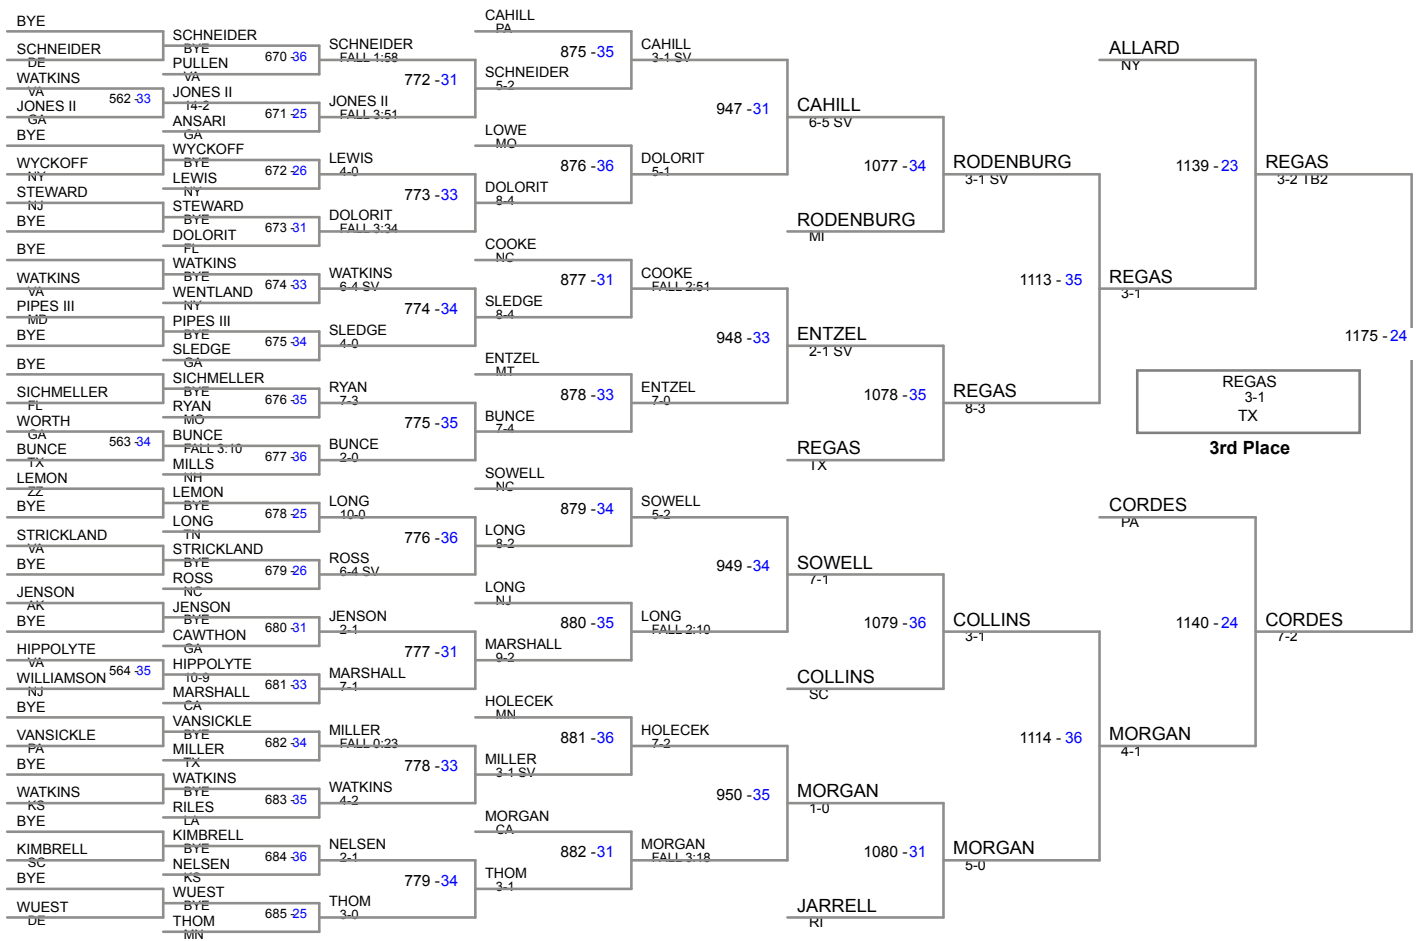 BYE
SCHNEIDER
DE
WATKINS
VA
JONES II
GA
BYE
WYCKOFF
NY
STEWARD
NJ
BYE
BYE
WATKINS
VA
PIPES III
MD
BYE
BYE
SICHMELLER
FL
WORTH
GA
BUNCE
TX
LEMON
ZZ
BYE
STRICKLAND
VA
BYE
JENSON
AK
BYE
HIPPOLYTE
VA
WILLIAMSON
NJ
BYE
VANSICKLE
PA
BYE
WATKINS
KS
BYE
KIMBRELL
SC
BYE
WUEST
DE
562 -33
563 -34
564 -35
SCHNEIDER
BYE
PULLEN
VA
JONES II
14-2
ANSARI
GA
WYCKOFF
BYE
LEWIS
NY
STEWARD
BYE
DOLORIT
FL
WATKINS
BYE
WENTLAND
NY
PIPES III
BYE
SLEDGE
GA
SICHMELLER
BYE
RYAN
MO
BUNCE
FALL 3:10
MILLS
NH
LEMON
BYE
LONG
TN
STRICKLAND
BYE
ROSS
NC
JENSON
BYE
CAWTHON
GA
HIPPOLYTE
10-9
MARSHALL
CA
VANSICKLE
BYE
MILLER
TX
WATKINS
BYE
RILES
LA
KIMBRELL
BYE
NELSEN
KS
WUEST
BYE
THOM
MN
670 -36
671 -25
672 -26
673 -31
674 -33
675 -34
676 -35
677 -36
678 -25
679 -26
680 -31
681 -33
682 -34
683 -35
684 -36
685 -25
SCHNEIDER
FALL 1:58
JONES II
FALL 3:51
LEWIS
4-0
DOLORIT
FALL 3:34
WATKINS
6-4 SV
SLEDGE
4-0
RYAN
7-3
BUNCE
2-0
LONG
10-0
ROSS
6-4 SV
JENSON
2-1
MARSHALL
7-1
MILLER
FALL 0:23
WATKINS
4-2
NELSEN
2-1
THOM
3-0
772 -31
773 -33
774 -34
775 -35
776 -36
777 -31
778 -33
779 -34
CAHILL
PA
SCHNEIDER
5-2
LOWE
MO
DOLORIT
8-4
COOKE
NC
SLEDGE
8-4
ENTZEL
MT
BUNCE
7-4
SOWELL
NC
LONG
8-2
LONG
NJ
MARSHALL
9-2
HOLECEK
MN
MILLER
3-1 SV
MORGAN
CA
THOM
3-1
875 -35
876 -36
877 -31
878 -33
879 -34
880 -35
881 -36
882 -31
CAHILL
3-1 SV
DOLORIT
5-1
COOKE
FALL 2:51
ENTZEL
7-0
SOWELL
5-2
LONG
FALL 2:10
HOLECEK
7-2
MORGAN
FALL 3:18
947 -31
948 -33
949 -34
950 -35
CAHILL
6-5 SV
RODENBURG
MI
ENTZEL
2-1 SV
REGAS
TX
SOWELL
7-1
COLLINS
SC
MORGAN
1-0
JARRELL
RI
1077 -34
1078 -35
1079 -36
1080 -31
RODENBURG
3-1 SV
REGAS
8-3
COLLINS
3-1
MORGAN
5-0
1113 - 35
1114 - 36
ALLARD
NY
REGAS
3-1
CORDES
PA
MORGAN
4-1
1139 - 23
1140 - 24
REGAS
3-2 TB2
CORDES
7-2
1175 - 24
REGAS
3-1
TX
3rd Place